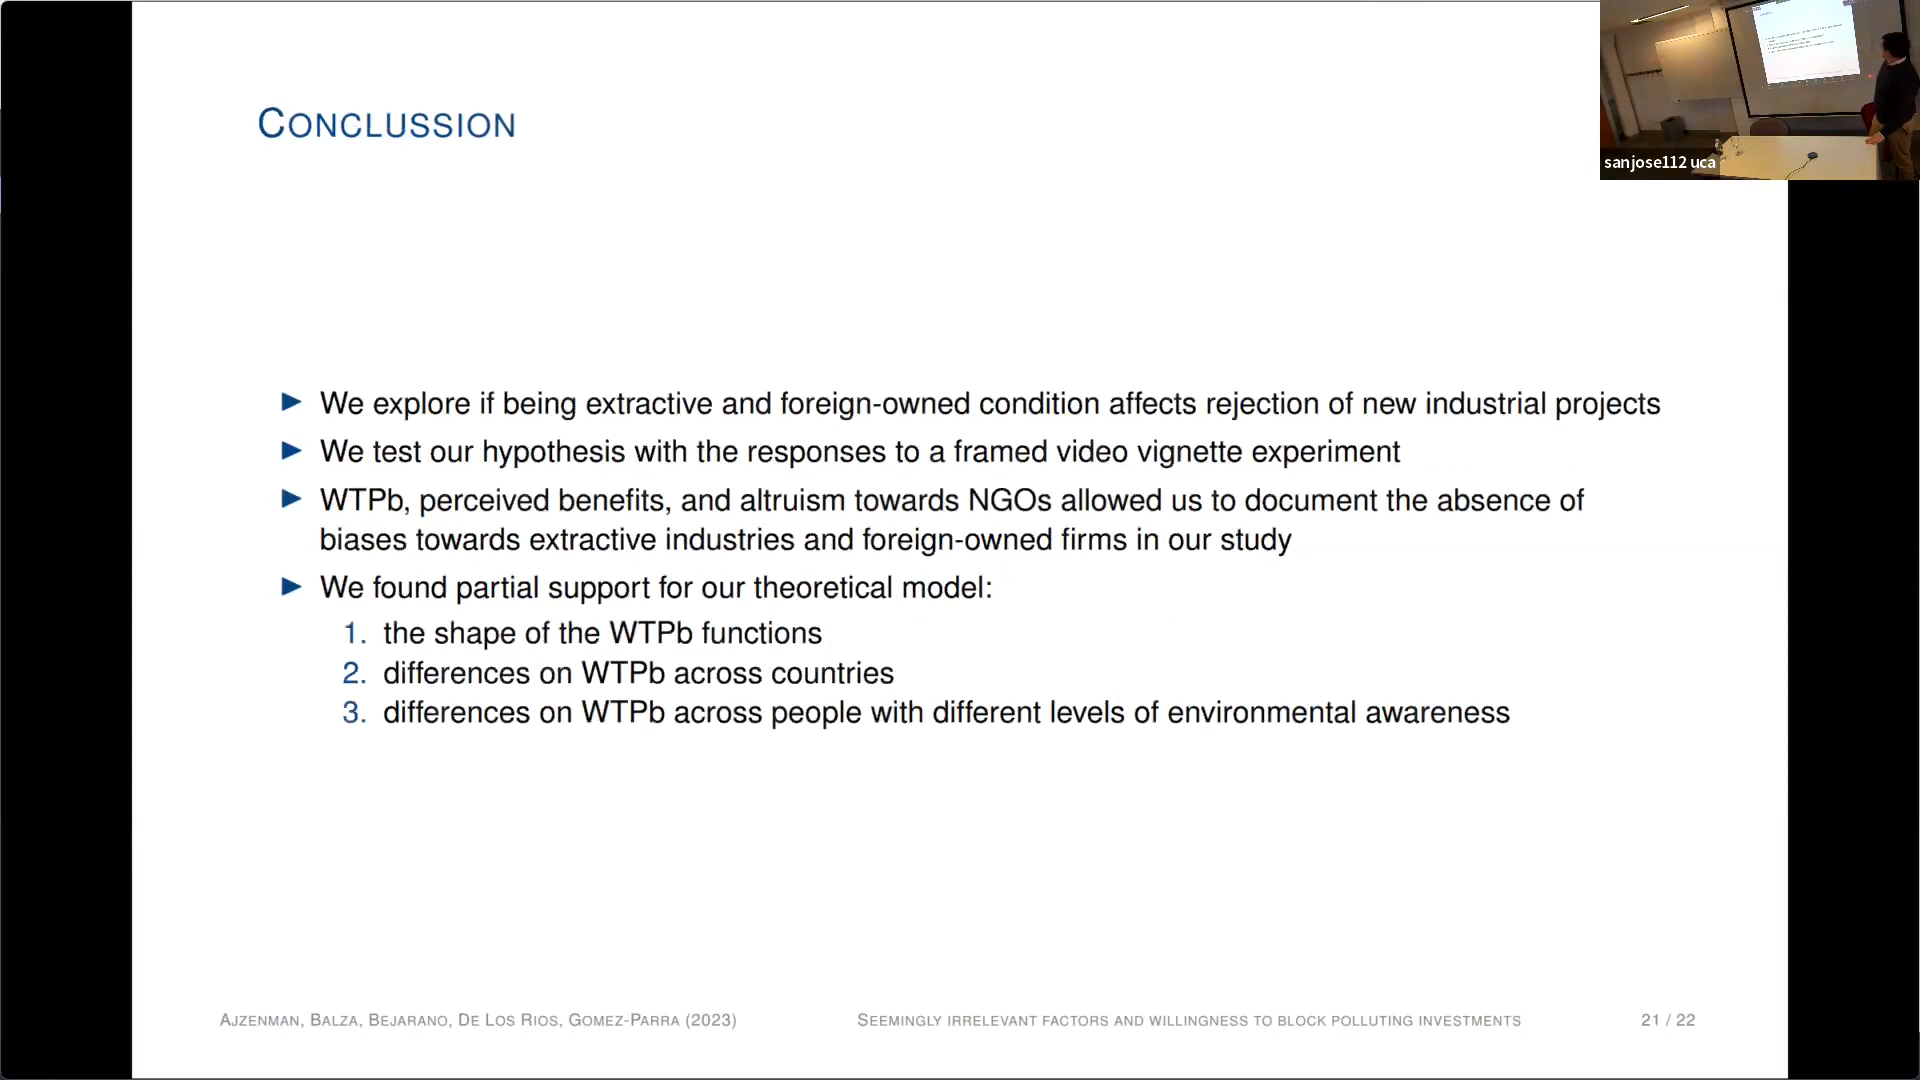 CONCLUSSION
sanjose112 uca
► We explore if being extractive and foreign-owned condition affects rejection of new industrial projects
► We test our hypothesis with the responses to a framed video vignette experiment
► WTPb, perceived benefits, and altruism towards NGOs allowed us to document the absence of
biases towards extractive industries and foreign-owned firms in our study
► We found partial support for our theoretical model:
1. the shape of the WTPb functions
2. differences on WTPb across countries
3. differences on WTPb across people with different levels of environmental awareness
AJZENMAN, BALZA, BEJARANO, DE LOS RIOS, GOMEZ-PARRA (2023)
SEEMINGLY IRRELEVANT FACTORS AND WILLINGNESS TO BLOCK POLLUTING INVESTMENTS
21 / 22